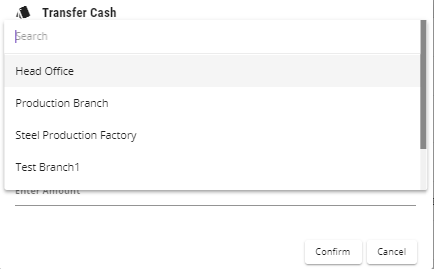 Transfer Cash
Search
Head Office
Production Branch
Steel Production Factory
Test Branch1
Enter Amount
Confirm Cancel